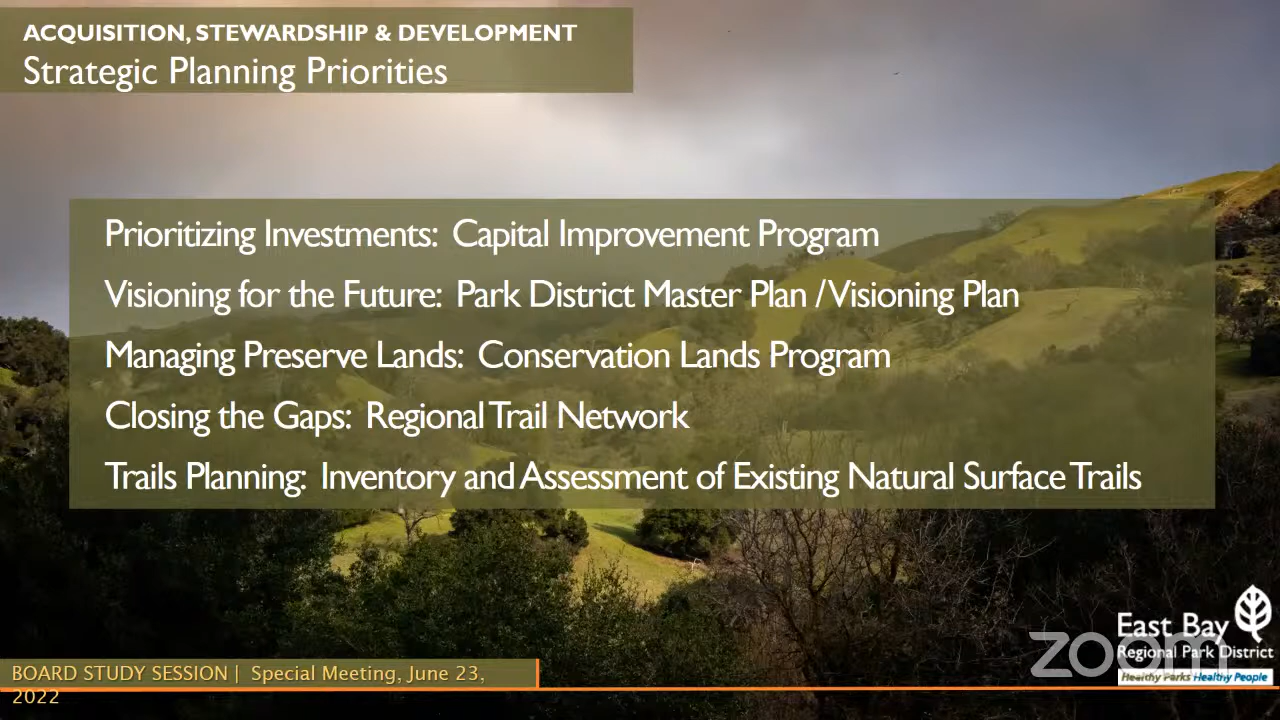 ACQUISITION, STEWARDSHIP & DEVELOPMENT
Strategic Planning Priorities
Prioritizing Investments: Capital Improvement Program
Visioning for the Future: Park District Master Plan / Visioning Plan
Managing Preserve Lands: Conservation Lands Program
Closing the Gaps: Regional Trail Network
Trails Planning: Inventory and Assessment of Existing Natural Surface Trails
East Bay
Regional Park District
Healthy Parks Healthy People
zoom
BOARD STUDY SESSION | Special Meeting, June 23,
2022